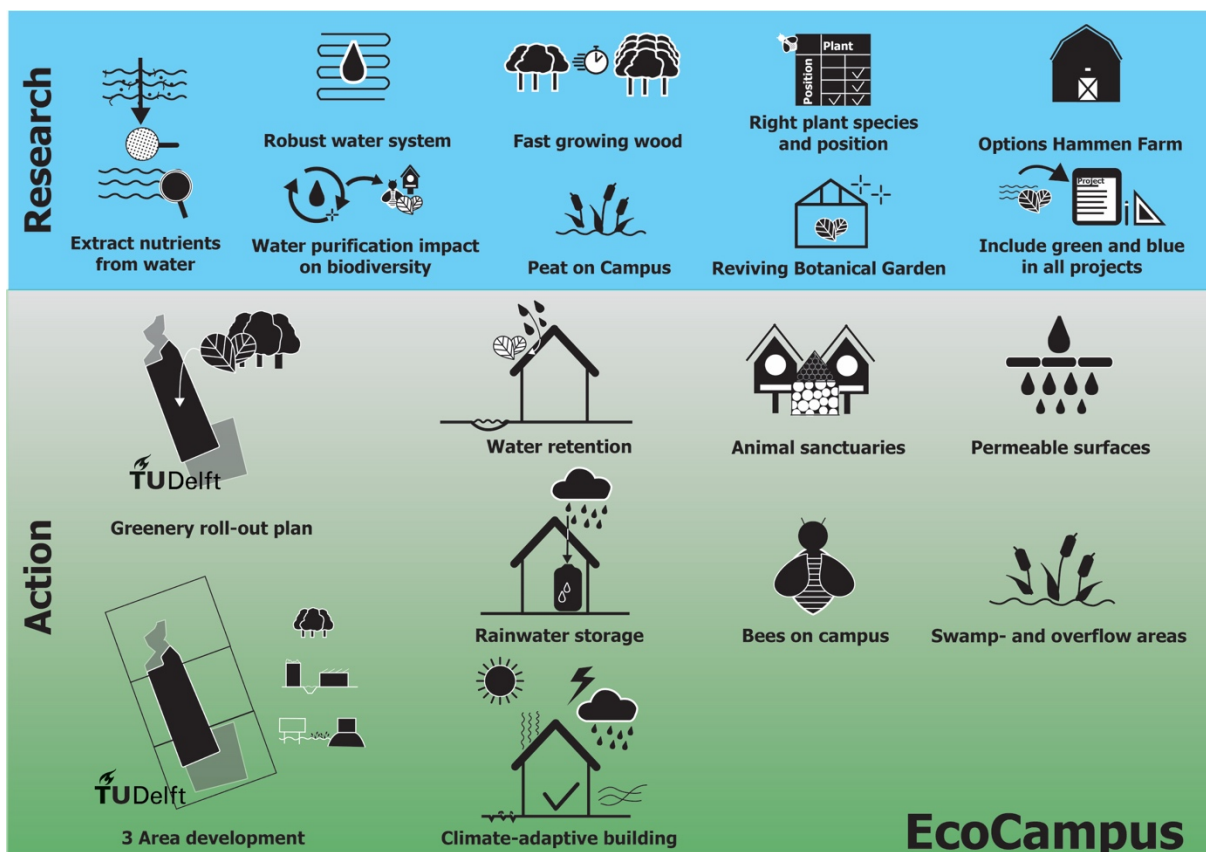 Research
Plant
Position
Robust water system
Fast growing wood
Right plant species
and position
Options Hammen Farm
Project
Extract nutrients
from water
Water purification impact
on biodiversity
Peat on Campus
Reviving Botanical Garden
Include green and blue
in all projects
Action
TUDelft
Greenery roll-out plan
Water retention
Animal sanctuaries
Permeable surfaces
Rainwater storage
Bees on campus
Swamp- and overflow areas
TUDelft
3 Area development
Climate-adaptive building
EcoCampus